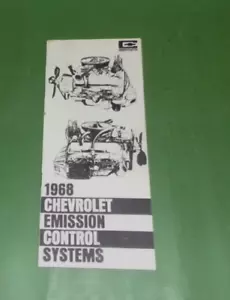 1968
CHEVROLET
EMISSION
CONTROL
SYSTEMS